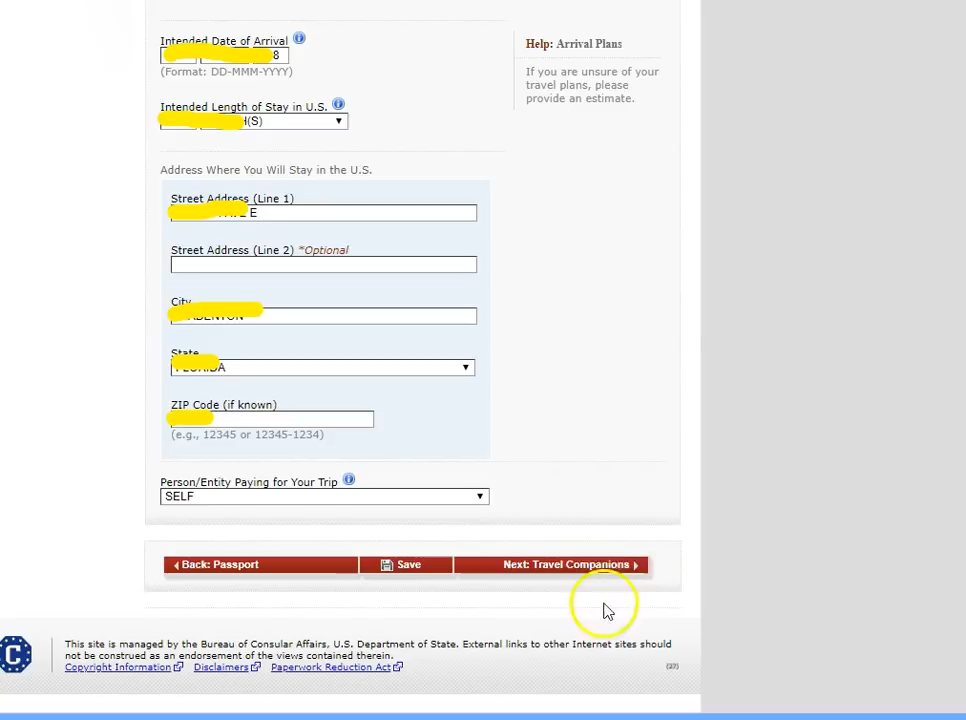 Intended Date of Arrival
8
(Format: DD-MMM-YYYY)
Help: Arrival Plans
If you are unsure of your
travel plans, please
provide an estimate.
Intended Length of Stay in U.S.
H(S)
Address Where You Will Stay in the U.S.
Street Address (Line 1)
E
Street Address (Line 2) *Optional
City
State
FLORIDA
ZIP Code (if known)
(e.g., 12345 or 12345-1234)
Person/Entity Paying for Your Trip
SELF
Back: Passport
Save
Next: Travel Companions
This site is managed by the Bureau of Consular Affairs, U.S. Department of State. External links to other Internet sites should
not be construed as an endorsement of the views contained therein.
Copyright Information Disclaimers Paperwork Reduction Act
(27)
C